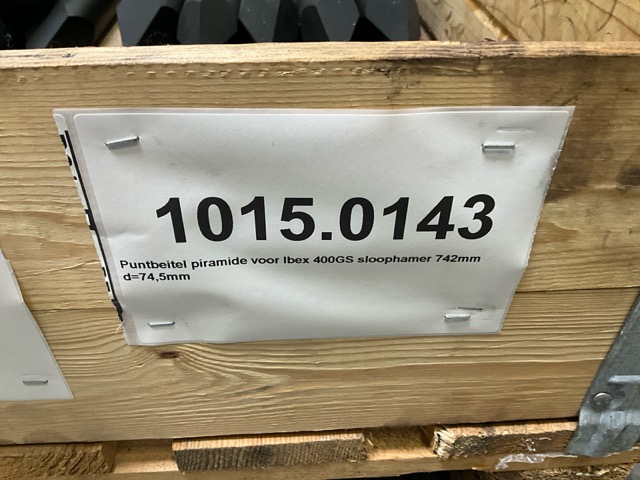 1015.0143
Puntbeitel piramide voor Ibex 400GS sloophamer 742mm
d=74,5mm